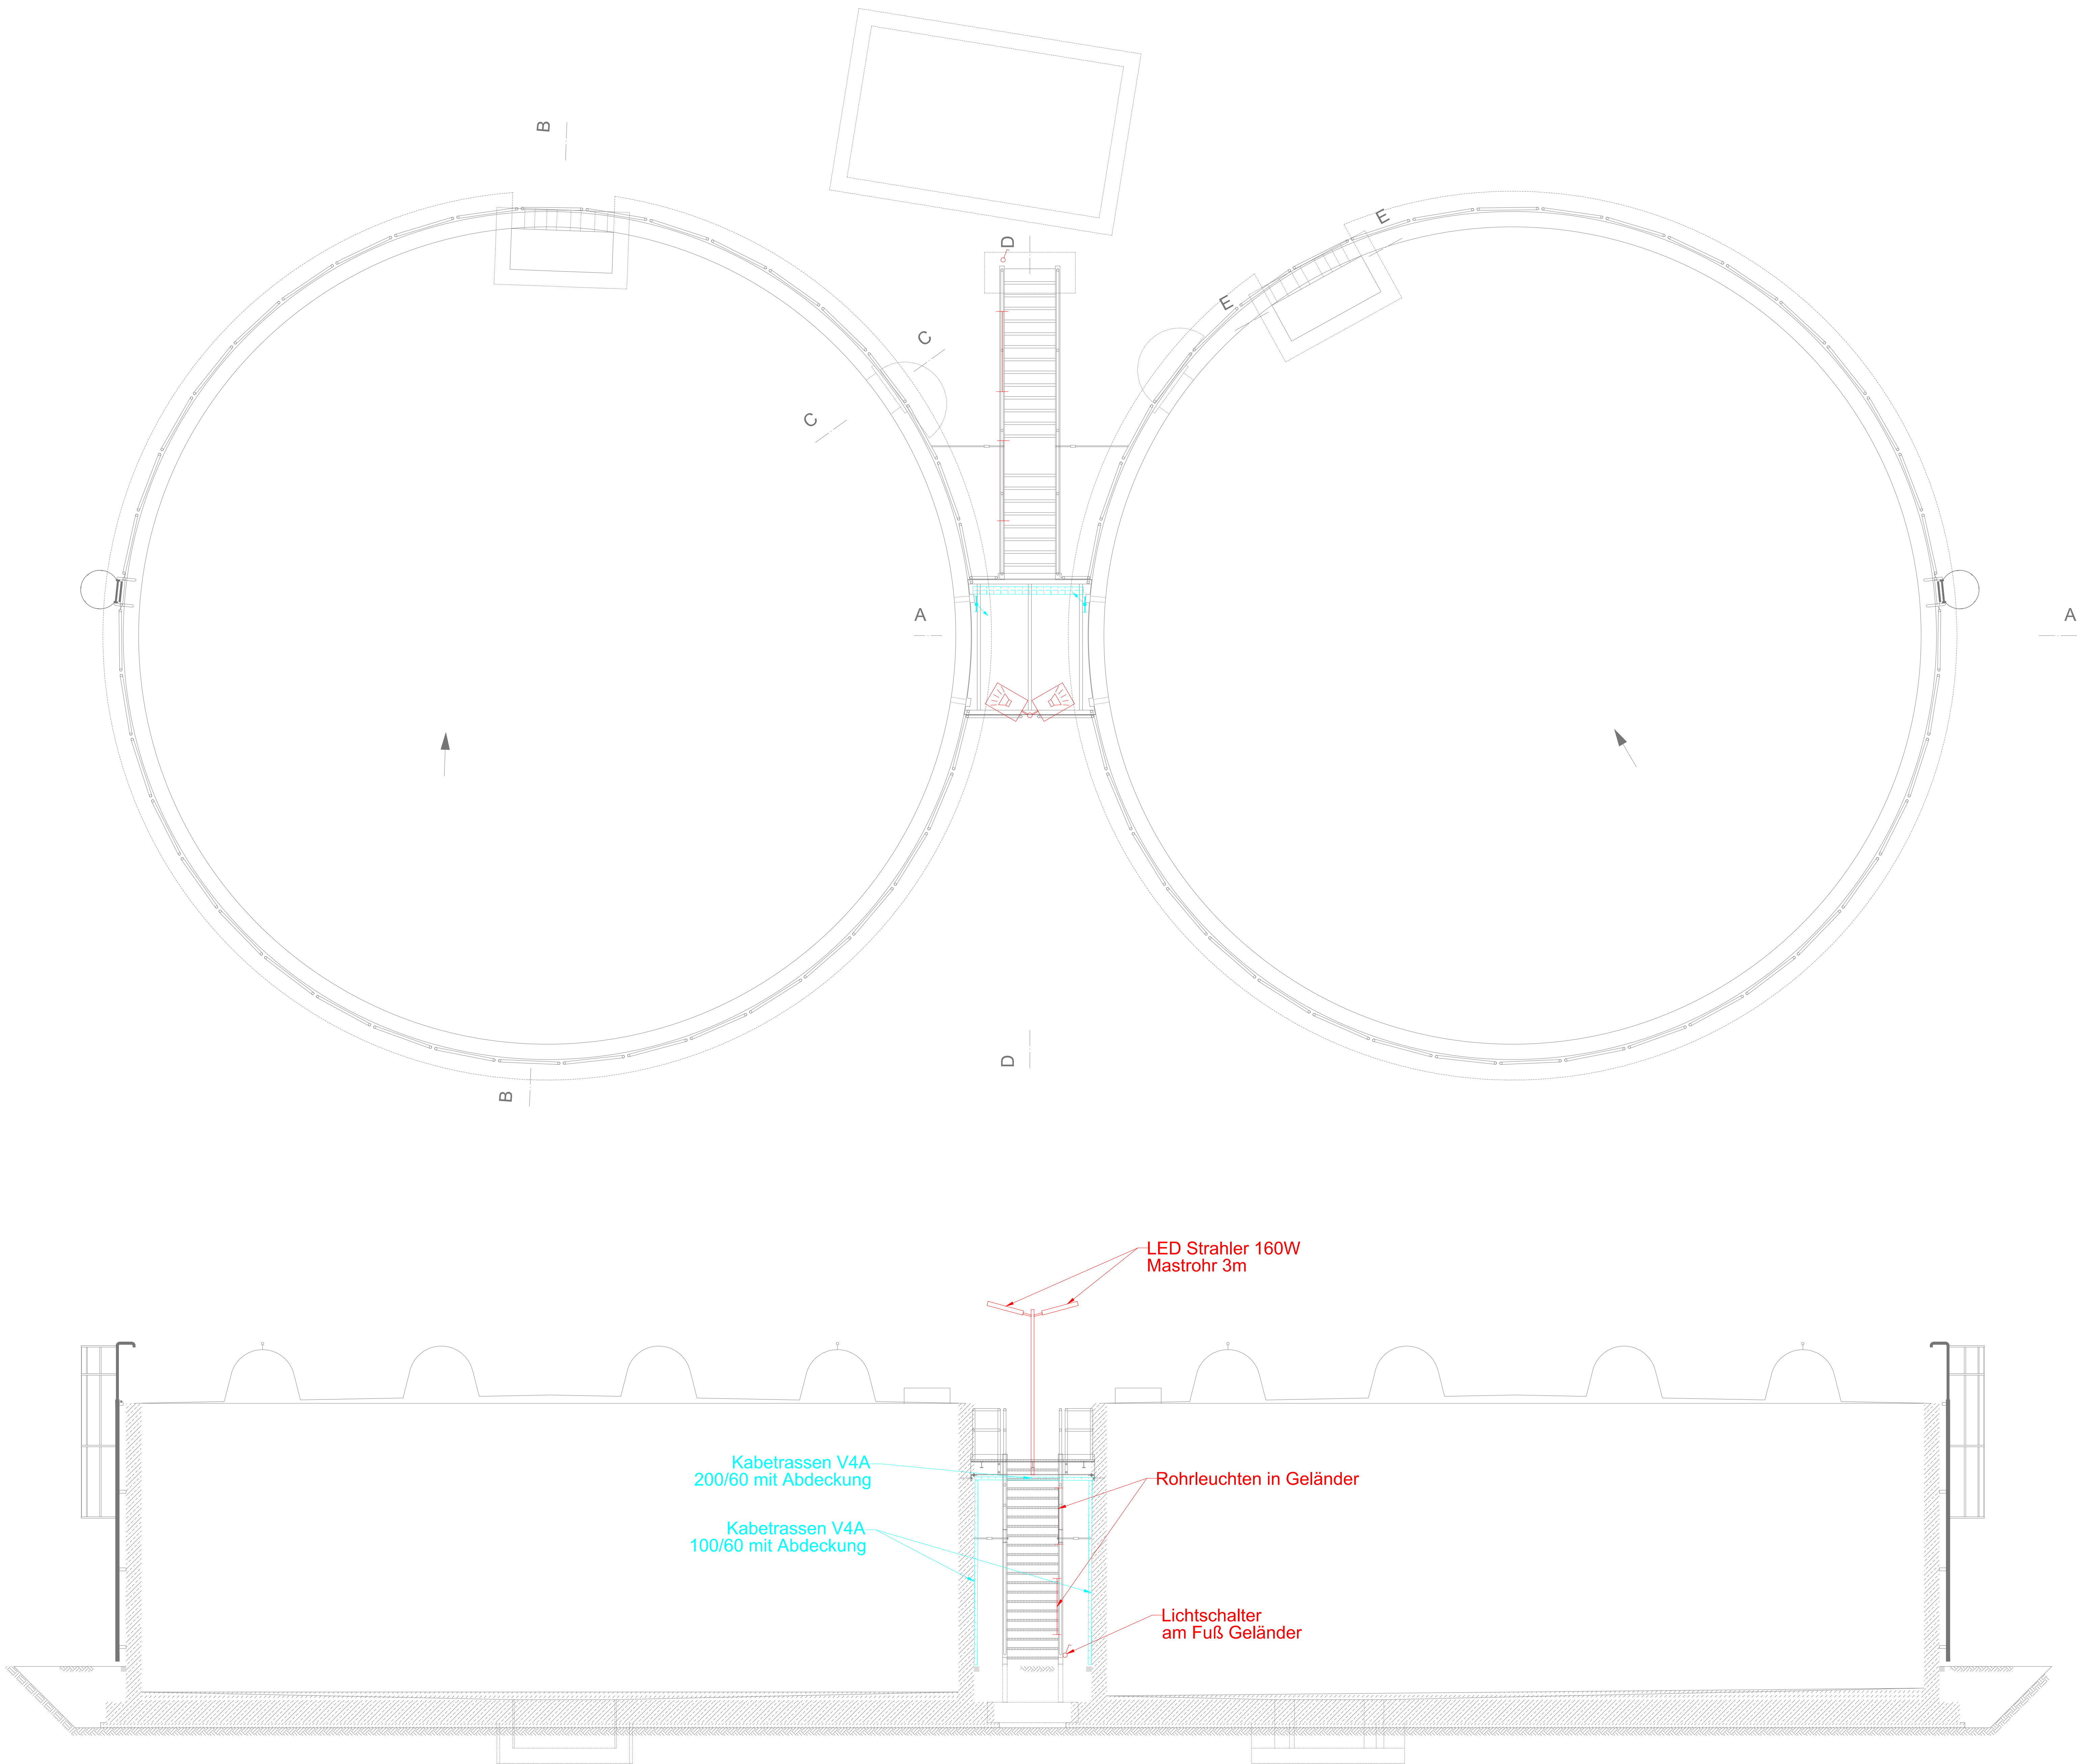 B
D
E
E
C
C
A
A
D
B
LED Strahler 160W
Mastrohr 3m
Kabetrassen V4A
200/60 mit Abdeckung
Rohrleuchten in Geländer
Kabetrassen V4A
100/60 mit Abdeckung
Lichtschalter
am Fuß Geländer